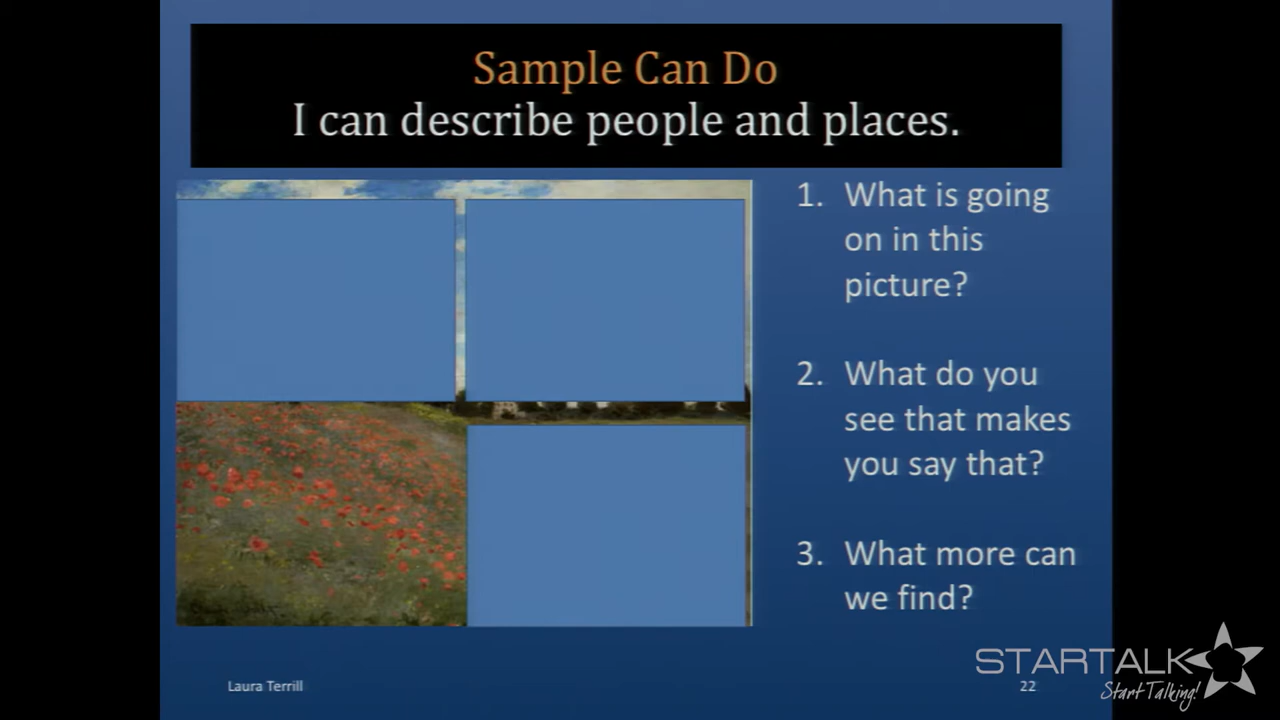 Sample Can Do
I can describe people and places.
1. What is going
on in this
picture?
2. What do you
see that makes
you say that?
3. What more can
we find?
Laura Terrill
22
STARTALK
Start Talking!